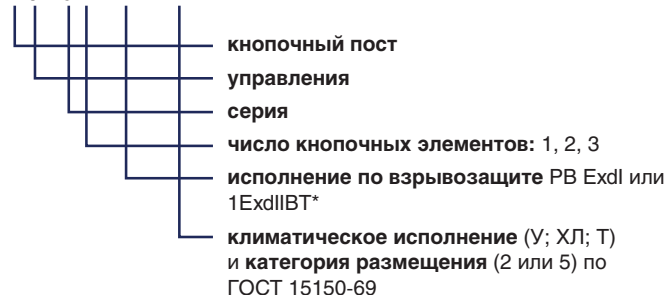 кнопочный пост
управления
серия
число кнопочных элементов: 1, 2, 3
исполнение по взрывозащите РВ ExdI или
1ExdIIBT*
климатическое исполнение (У; ХЛ; Т)
и категория размещения (2 или 5) по
ГОСТ 15150-69